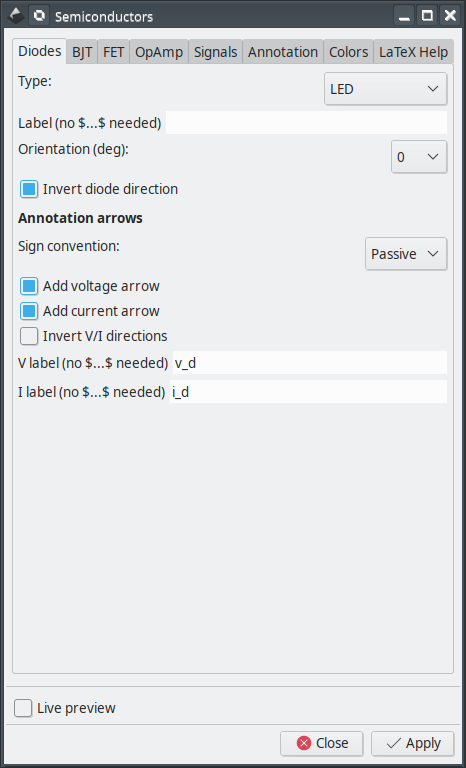 Semiconductors
Diodes BJT FET OpAmp Signals Annotation Colors LaTeX Help
Type: LED
Label (no $...$ needed)
Orientation (deg): 0
Invert diode direction
Annotation arrows
Sign convention: Passive
Add voltage arrow
Add current arrow
Invert V/I directions
V label (no $...$ needed) v_d
I label (no $...$ needed) i_d
Live preview
Close Apply